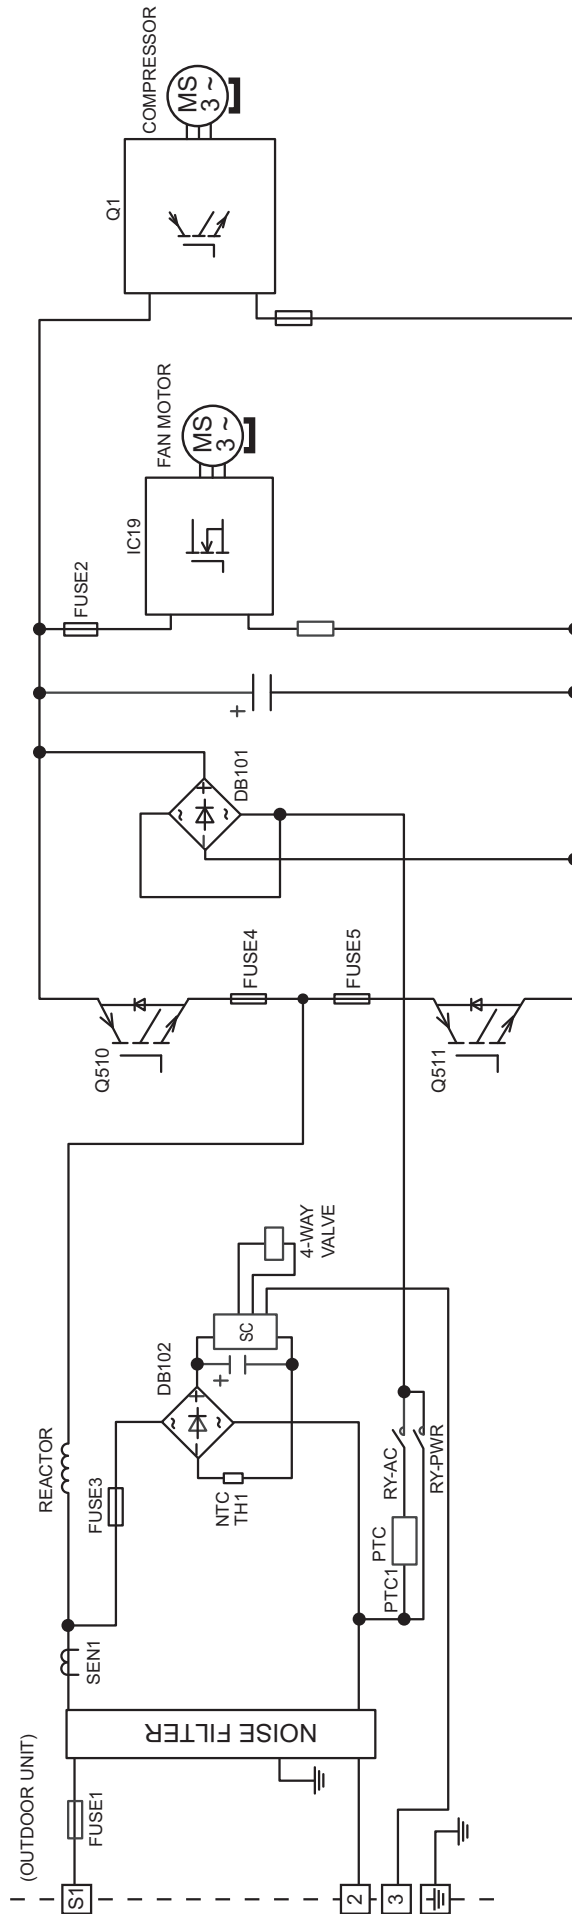 (OUTDOOR UNIT)
S1
FUSE1
2
3
NOISE FILTER
SEN1
REACTOR
FUSE3
DB102
~
+
-
~
+
NTC
TH1
SC
4-WAY
VALVE
PTC1
PTC
RY-AC
RY-PWR
Q510
FUSE4
FUSE5
Q511
DB101
~
+
-
~
+
FUSE2
IC19
FAN MOTOR
MS
3 ~
Q1
COMPRESSOR
MS
3 ~